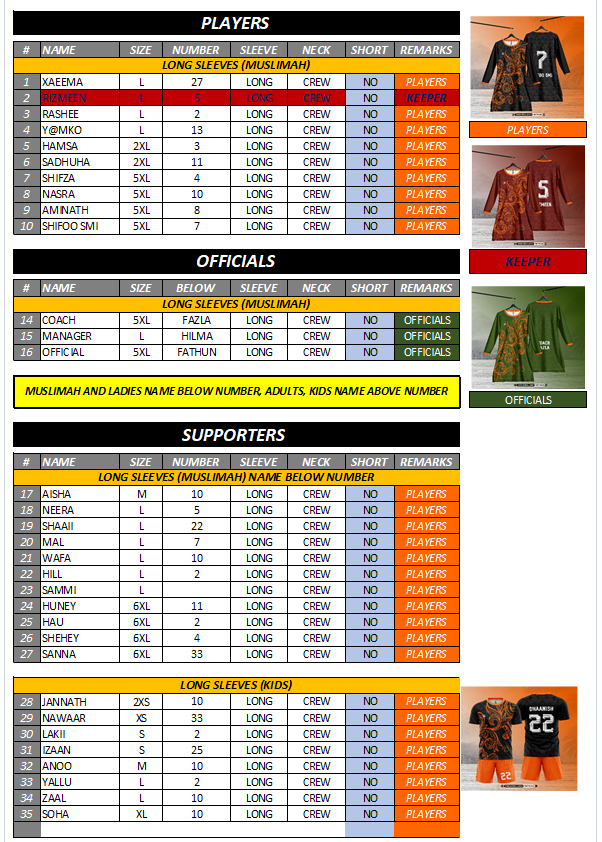 PLAYERS
# NAME SIZE NUMBER SLEEVE NECK SHORT REMARKS
LONG SLEEVES (MUSLIMAH)
1 XAEEMA L 27 LONG CREW NO PLAYERS
2 RIZMEEN L 5 LONG CREW NO KEEPER
3 RASHEE L 2 LONG CREW NO PLAYERS
4 Y@MKO L 13 LONG CREW NO PLAYERS
5 HAMSA 2XL 3 LONG CREW NO PLAYERS
6 SADHUHA 2XL 11 LONG CREW NO PLAYERS
7 SHIFZA 5XL 4 LONG CREW NO PLAYERS
8 NASRA 5XL 10 LONG CREW NO PLAYERS
9 AMINATH 5XL 8 LONG CREW NO PLAYERS
10 SHIFOO SMI 5XL 7 LONG CREW NO PLAYERS
7
PLAYERS
5
KEEPER
OFFICIALS
# NAME SIZE BELOW SLEEVE NECK SHORT REMARKS
LONG SLEEVES (MUSLIMAH)
14 COACH 5XL FAZLA LONG CREW NO OFFICIALS
15 MANAGER L HILMA LONG CREW NO OFFICIALS
16 OFFICIAL 5XL FATHUN LONG CREW NO OFFICIALS
OFFICIALS
MUSLIMAH AND LADIES NAME BELOW NUMBER, ADULTS, KIDS NAME ABOVE NUMBER
SUPPORTERS
# NAME SIZE NUMBER SLEEVE NECK SHORT REMARKS
LONG SLEEVES (MUSLIMAH) NAME BELOW NUMBER
17 AISHA M 10 LONG CREW NO PLAYERS
18 NEERA L 5 LONG CREW NO PLAYERS
19 SHAAII L 22 LONG CREW NO PLAYERS
20 MAL L 7 LONG CREW NO PLAYERS
21 WAFA L 10 LONG CREW NO PLAYERS
22 HILL L 2 LONG CREW NO PLAYERS
23 SAMMI L LONG CREW NO PLAYERS
24 HUNEY 6XL 11 LONG CREW NO PLAYERS
25 HAU 6XL 2 LONG CREW NO PLAYERS
26 SHEHEY 6XL 4 LONG CREW NO PLAYERS
27 SANNA 6XL 33 LONG CREW NO PLAYERS
LONG SLEEVES (KIDS)
28 JANNATH 2XS 10 LONG CREW NO PLAYERS
29 NAWAAR XS 33 LONG CREW NO PLAYERS
30 LAKII S 2 LONG CREW NO PLAYERS
31 IZAAN S 25 LONG CREW NO PLAYERS
32 ANOO M 10 LONG CREW NO PLAYERS
33 YALLU L 2 LONG CREW NO PLAYERS
34 ZAAL L 10 LONG CREW NO PLAYERS
35 SOHA XL 10 LONG CREW NO PLAYERS
DHAANISH
22
22